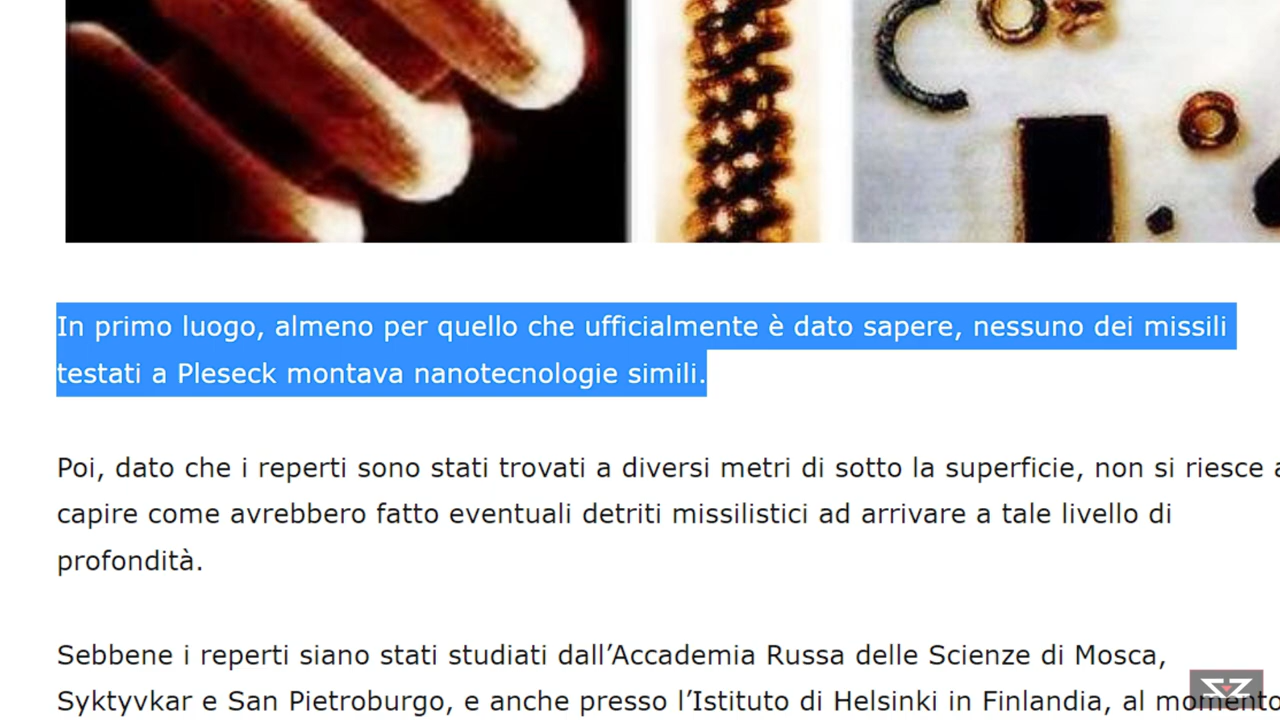 In primo luogo, almeno per quello che ufficialmente è dato sapere, nessuno dei missili
testati a Pleseck montava nanotecnologie simili.
Poi, dato che i reperti sono stati trovati a diversi metri di sotto la superficie, non si riesce a
capire come avrebbero fatto eventuali detriti missilistici ad arrivare a tale livello di
profondità.
Sebbene i reperti siano stati studiati dall’Accademia Russa delle Scienze di Mosca,
Syktyvkar e San Pietroburgo, e anche presso l’Istituto di Helsinki in Finlandia, al momento